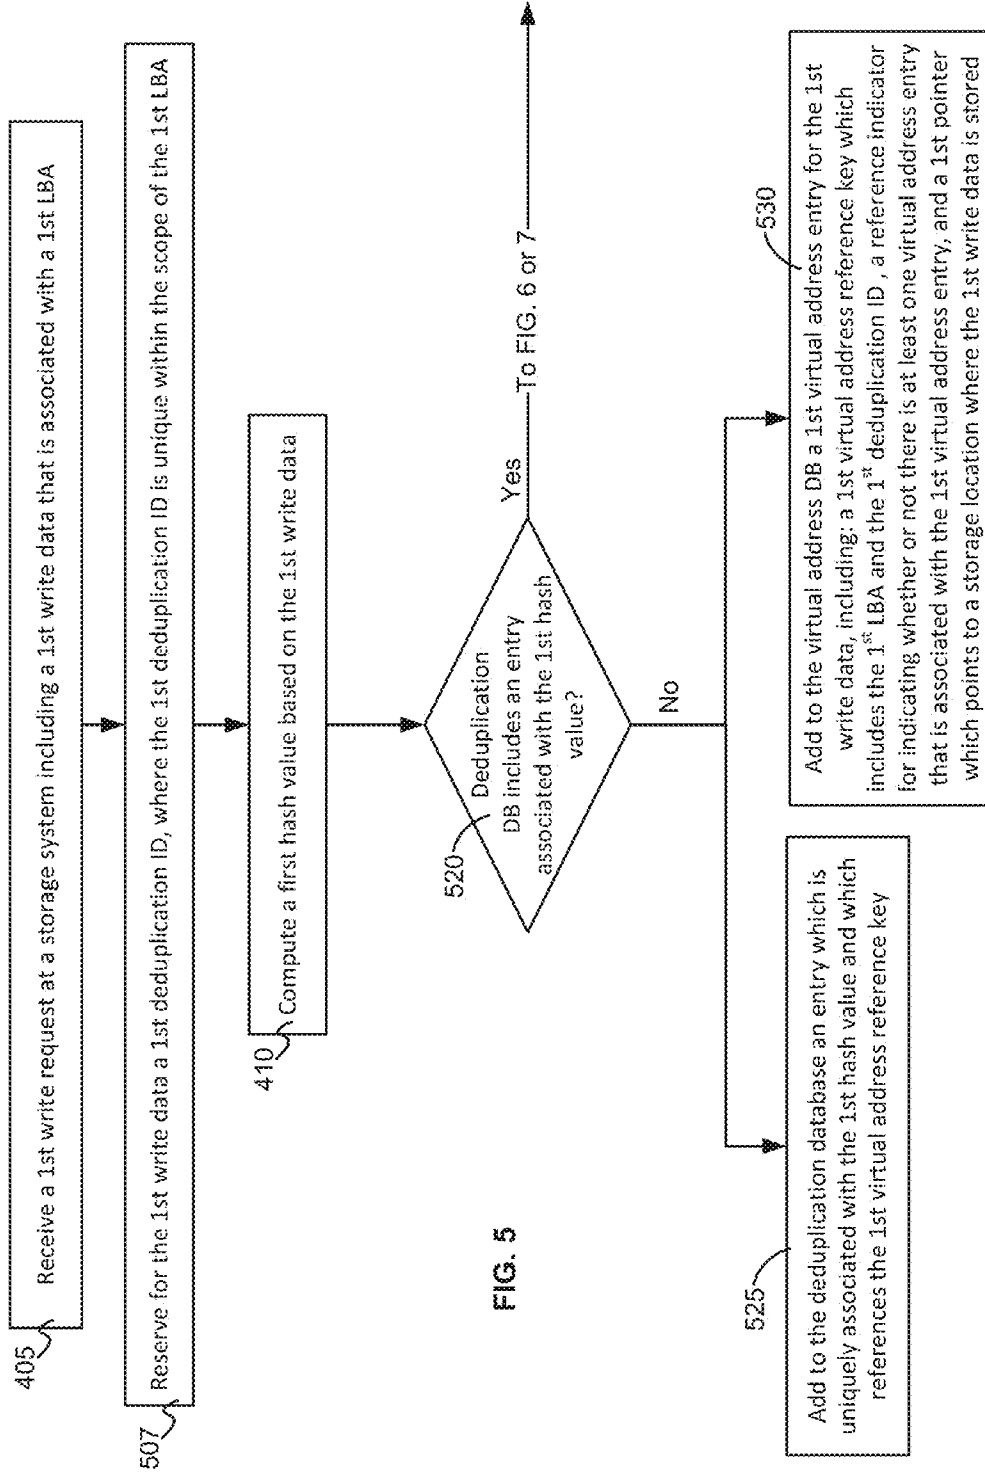 405
Receive a 1st write request at a storage system including a 1st write data that is associated with a 1st LBA
507
Reserve for the 1st write data a 1st deduplication ID, where the 1st deduplication ID is unique within the scope of the 1st LBA
410
Compute a first hash value based on the 1st write data
520
Deduplication
DB includes an entry
associated with the 1st hash
value?
Yes
To FIG. 6 or 7
No
FIG. 5
525
Add to the deduplication database an entry which is
uniquely associated with the 1st hash value and which
references the 1st virtual address reference key
530
Add to the virtual address DB a 1st virtual address entry for the 1st
write data, including: a 1st virtual address reference key which
includes the 1st LBA and the 1st deduplication ID , a reference indicator
for indicating whether or not there is at least one virtual address entry
that is associated with the 1st virtual address entry, and a 1st pointer
which points to a storage location where the 1st write data is stored